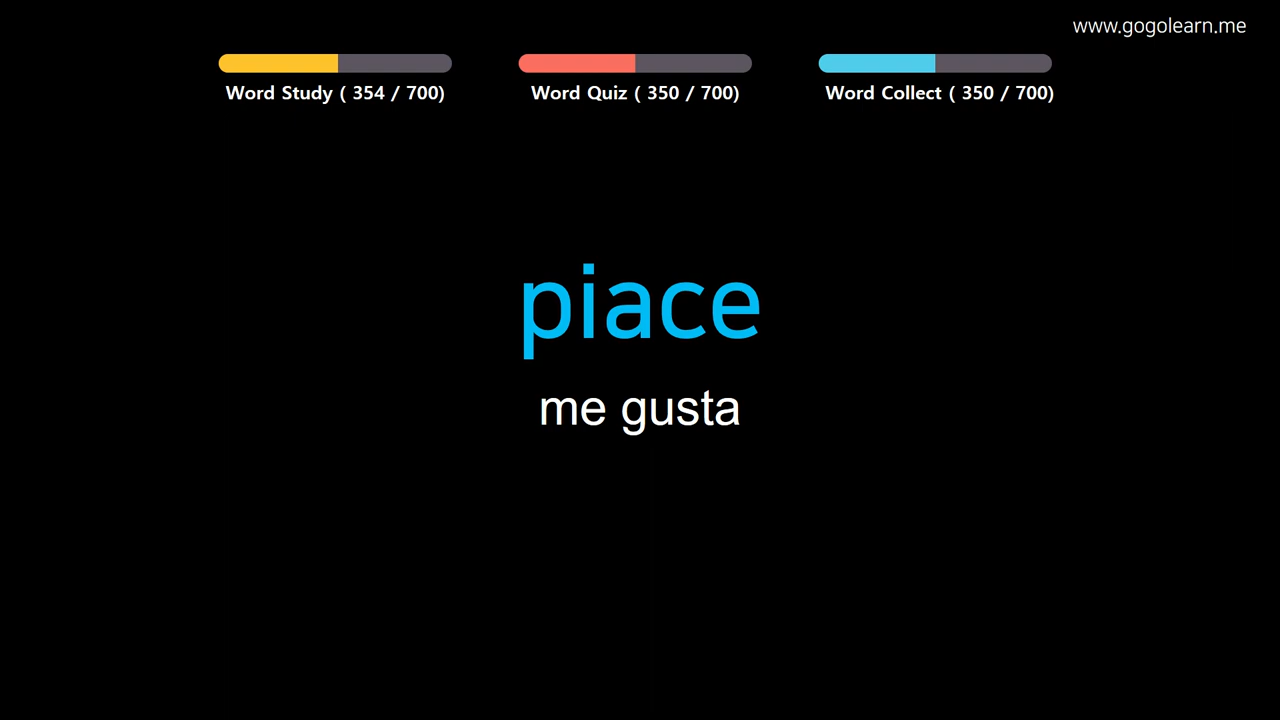 www.gogolearn.me
Word Study ( 354 / 700)
Word Quiz ( 350 / 700)
Word Collect ( 350 / 700)
piace
me gusta